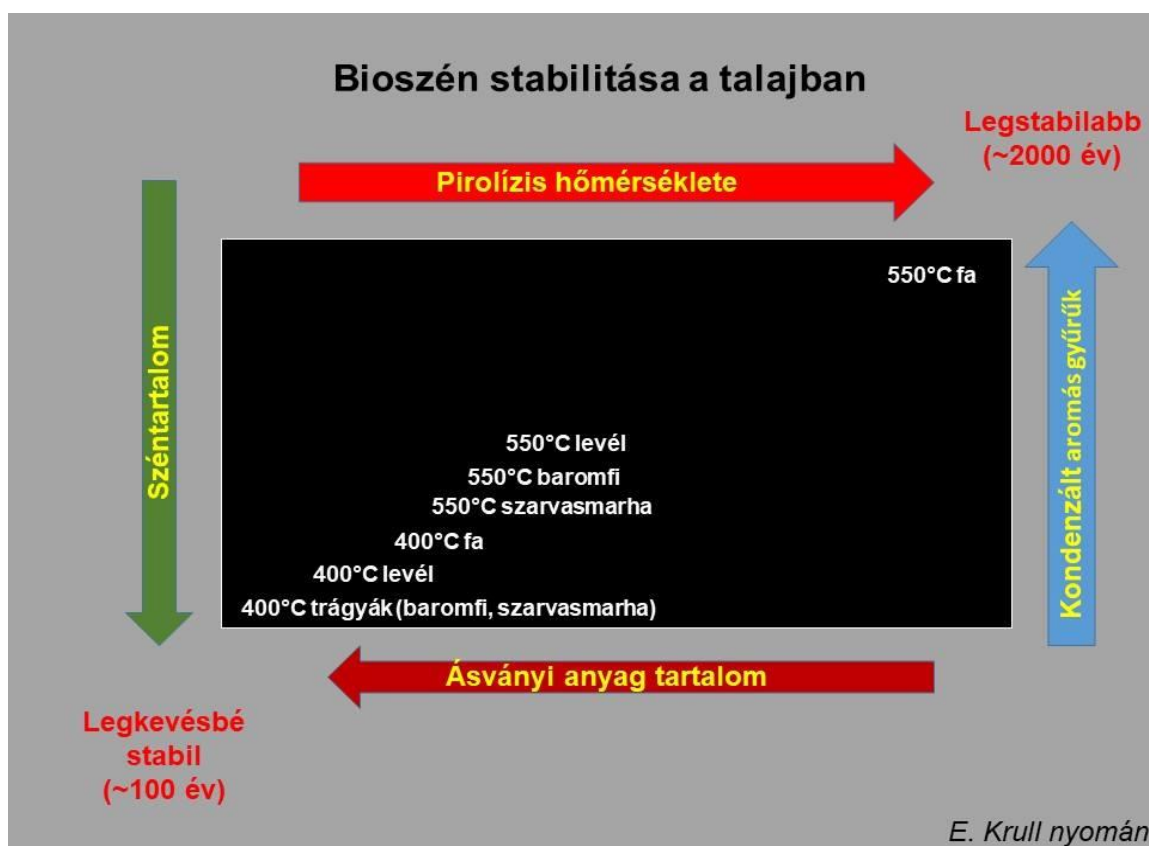 Bioszén stabilitása a talajban
Legstabilabb
(~2000 év)
Pirolízis hőmérséklete
Széntartalom
550°C fa
550°C levél
550°C baromfi
550°C szarvasmarha
400°C fa
400°C levél
400°C trágyák (baromfi, szarvasmarha)
Kondenzált aromás gyűrűk
Ásványi anyag tartalom
Legkevésbé
stabil
(~100 év)
E. Krull nyomán